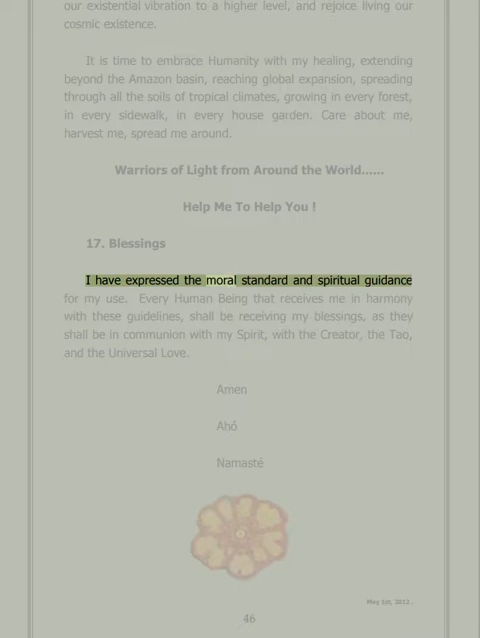 our existential vibration to a higher level, and rejoice living our
cosmic existence.
It is time to embrace Humanity with my healing, extending
beyond the Amazon basin, reaching global expansion, spreading
through all the soils of tropical climates, growing in every forest,
in every sidewalk, in every house garden. Care about me,
harvest me, spread me around.
Warriors of Light from Around the World......
Help Me To Help You !
17. Blessings
I have expressed the moral standard and spiritual guidance
for my use. Every Human Being that receives me in harmony
with these guidelines, shall be receiving my blessings, as they
shall be in communion with my Spirit, with the Creator, the Tao,
and the Universal Love.
Amen
Ahó
Namasté
May 1st, 2012.
46